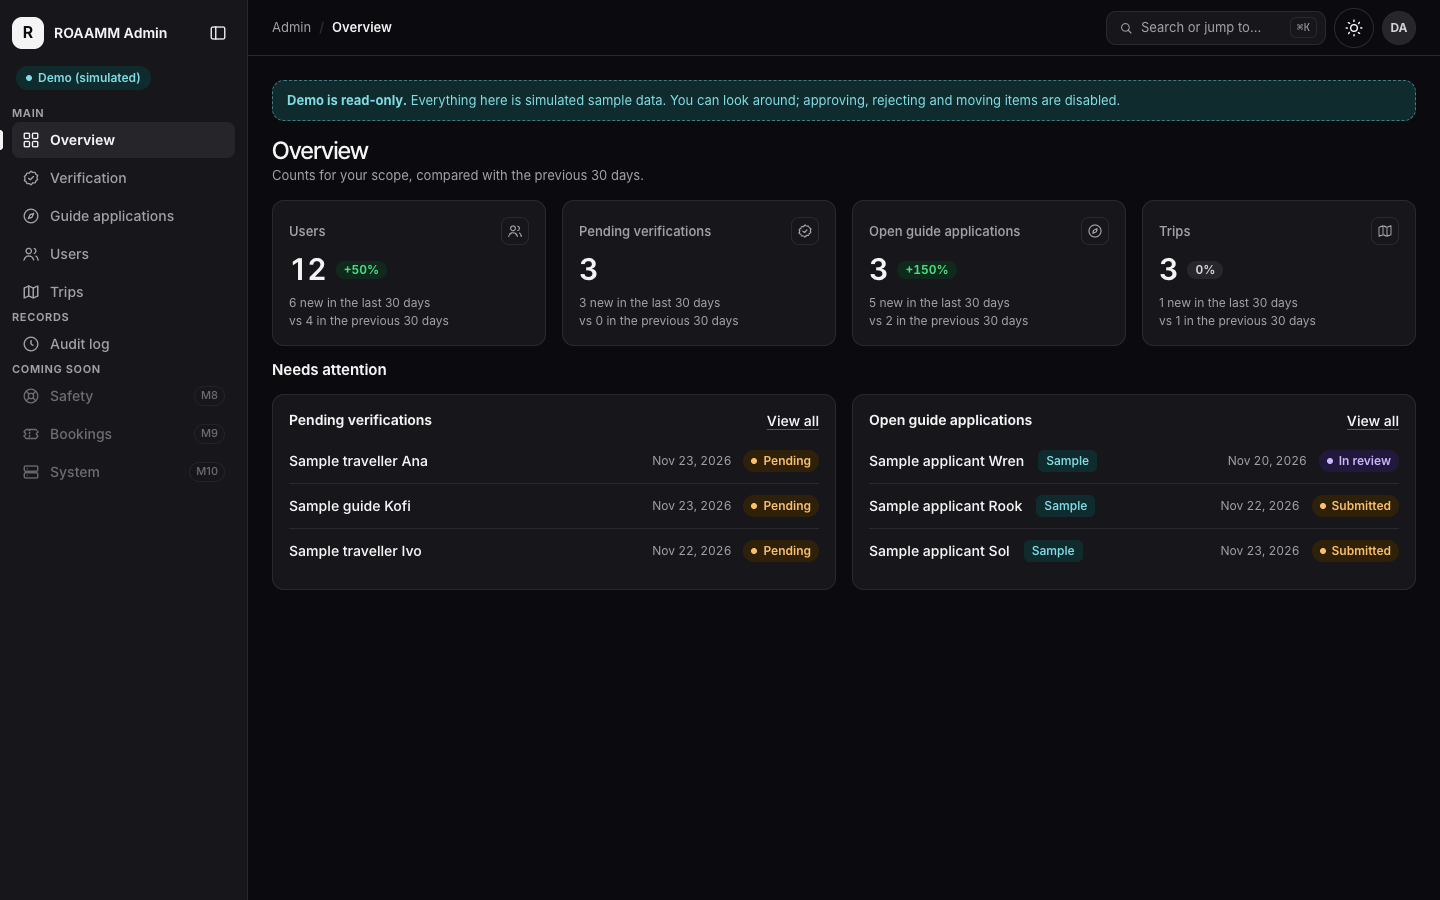 R ROAAMM Admin
Demo (simulated)
MAIN
Overview
Verification
Guide applications
Users
Trips
RECORDS
Audit log
COMING SOON
Safety M8
Bookings M9
System M10
Admin / Overview
Search or jump to... ⌘K
DA
Demo is read-only. Everything here is simulated sample data. You can look around; approving, rejecting and moving items are disabled.
Overview
Counts for your scope, compared with the previous 30 days.
Users
12 +50%
6 new in the last 30 days
vs 4 in the previous 30 days
Pending verifications
3
3 new in the last 30 days
vs 0 in the previous 30 days
Open guide applications
3 +150%
5 new in the last 30 days
vs 2 in the previous 30 days
Trips
3 0%
1 new in the last 30 days
vs 1 in the previous 30 days
Needs attention
Pending verifications View all
Sample traveller Ana Nov 23, 2026 Pending
Sample guide Kofi Nov 23, 2026 Pending
Sample traveller Ivo Nov 22, 2026 Pending
Open guide applications View all
Sample applicant Wren Sample Nov 20, 2026 In review
Sample applicant Rook Sample Nov 22, 2026 Submitted
Sample applicant Sol Sample Nov 23, 2026 Submitted